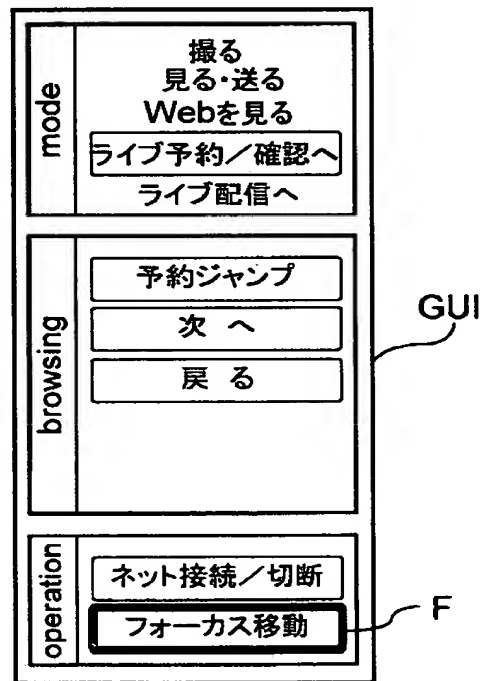 mode
撮る
見る・送る
Webを見る
ライブ予約／確認へ
ライブ配信へ
browsing
予約ジャンプ
次 へ
戻 る
GUI
operation
ネット接続／切断
フォーカス移動
F